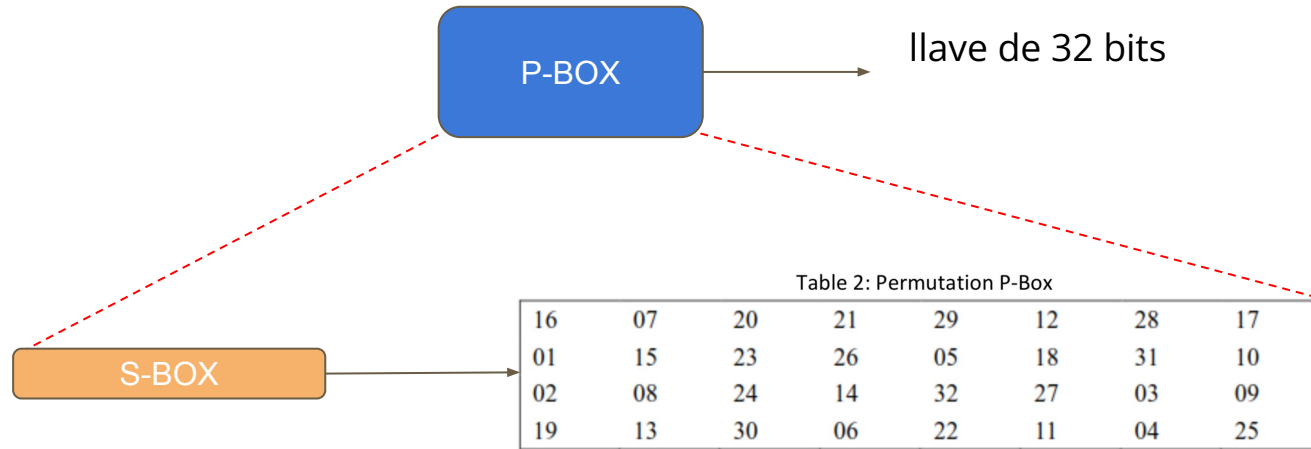 P-BOX
llave de 32 bits
Table 2: Permutation P-Box
16 07 20 21 29 12 28 17
01 15 23 26 05 18 31 10
S-BOX
02 08 24 14 32 27 03 09
19 13 30 06 22 11 04 25